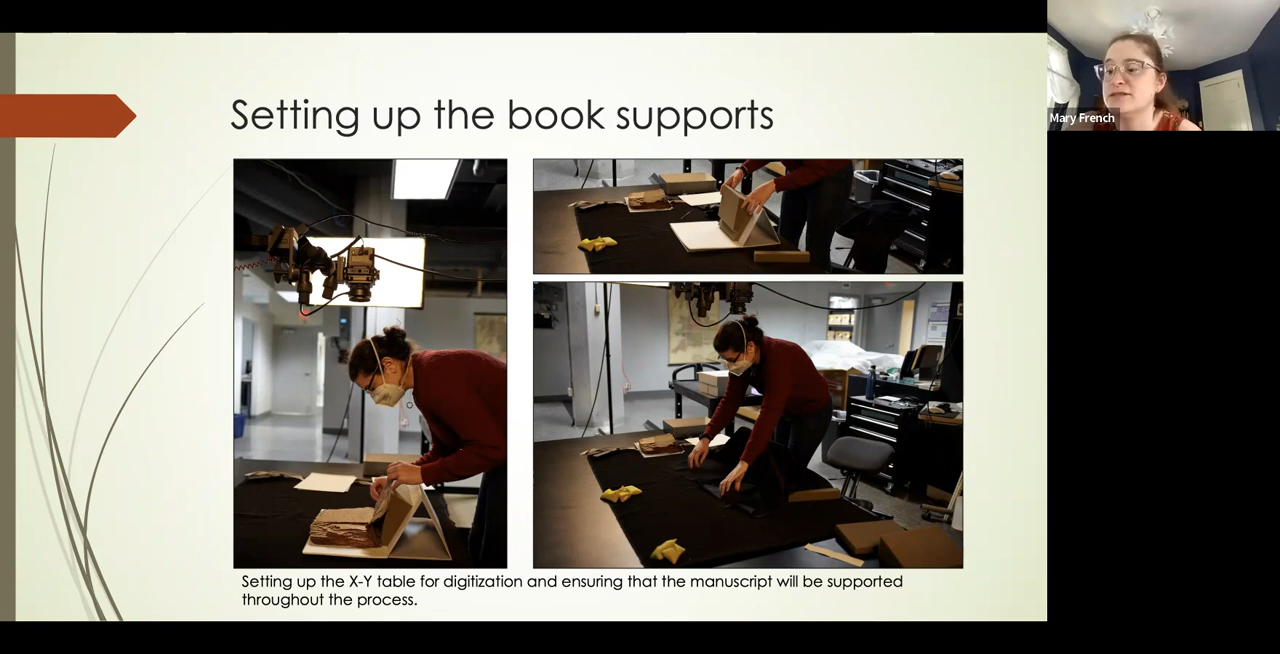 Setting up the book supports
Mary French
Setting up the X-Y table for digitization and ensuring that the manuscript will be supported
throughout the process.